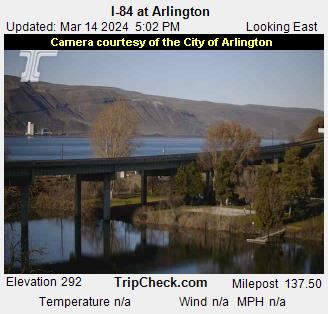 I-84 at Arlington
Updated: Mar 14 2024 5:02 PM Looking East
Camera courtesy of the City of Arlington
Elevation 292 TripCheck.com Milepost 137.50
Temperature n/a Wind n/a MPH n/a